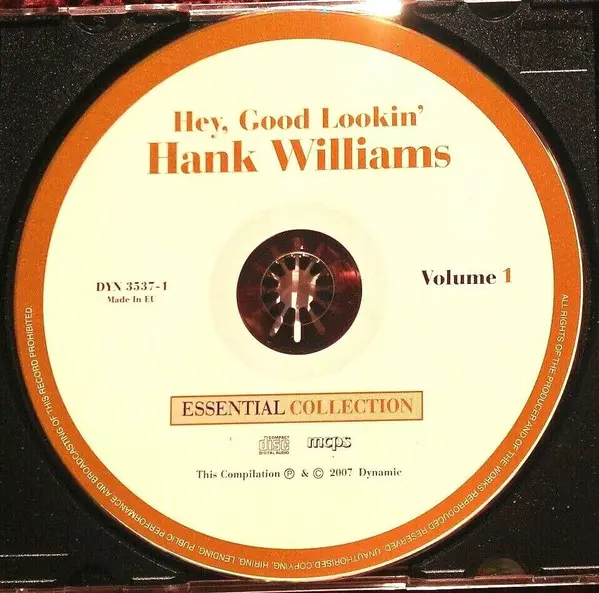 Hey, Good Lookin'
Hank Williams
DYN 3537-1
Made In EU
Volume 1
ESSENTIAL COLLECTION
COMPACT
disc
DIGITAL AUDIO
mcps
This Compilation Ⓟ & © 2007 Dynamic
ALL RIGHTS OF THE PRODUCER AND OF THE WORKS REPRODUCED RESERVED. UNAUTHORISED COPYING, HIRING, LENDING, PUBLIC PERFORMANCE AND BROADCASTING OF THIS RECORD PROHIBITED.